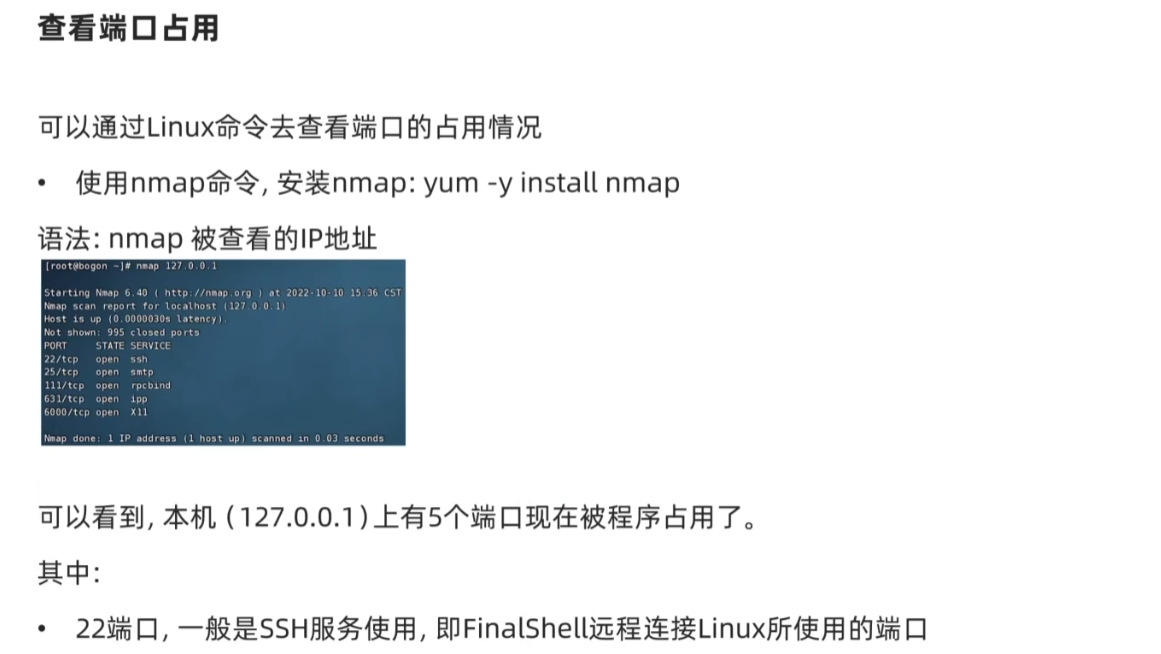 查看端口占用
可以通过Linux命令去查看端口的占用情况
• 使用nmap命令, 安装nmap: yum -y install nmap
语法: nmap 被查看的IP地址
[root@bogon ~]# nmap 127.0.0.1
Starting Nmap 6.40 ( http://nmap.org ) at 2022-10-10 15:36 CST
Nmap scan report for localhost (127.0.0.1)
Host is up (0.0000030s latency).
Not shown: 995 closed ports
PORT STATE SERVICE
22/tcp open ssh
25/tcp open smtp
111/tcp open rpcbind
631/tcp open ipp
6000/tcp open X11
Nmap done: 1 IP address (1 host up) scanned in 0.03 seconds
可以看到, 本机 (127.0.0.1) 上有5个端口现在被程序占用了。
其中:
• 22端口, 一般是SSH服务使用, 即FinalShell远程连接Linux所使用的端口